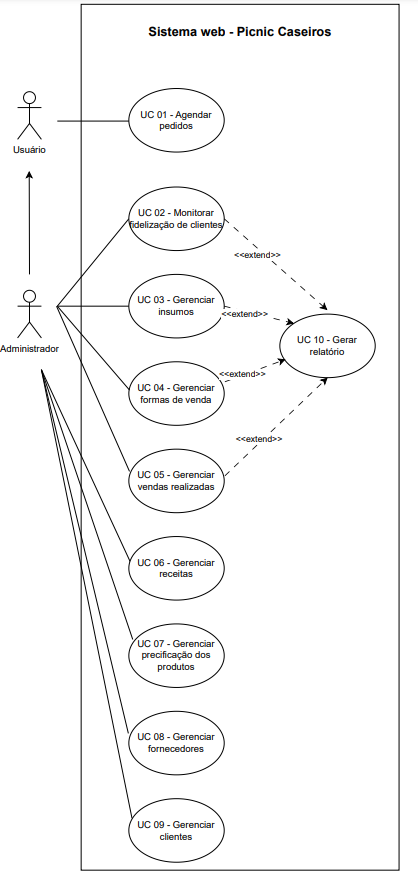 Sistema web - Picnic Caseiros
UC 01 - Agendar
pedidos
Usuário
UC 02 - Monitorar
fidelização de clientes
<<extend>>
UC 03 - Gerenciar
insumos
<<extend>>
Administrador
UC 10 - Gerar
relatório
<<extend>>
UC 04 - Gerenciar
formas de venda
<<extend>>
UC 05 - Gerenciar
vendas realizadas
UC 06 - Gerenciar
receitas
UC 07 - Gerenciar
precificação dos
produtos
UC 08 - Gerenciar
fornecedores
UC 09 - Gerenciar
clientes